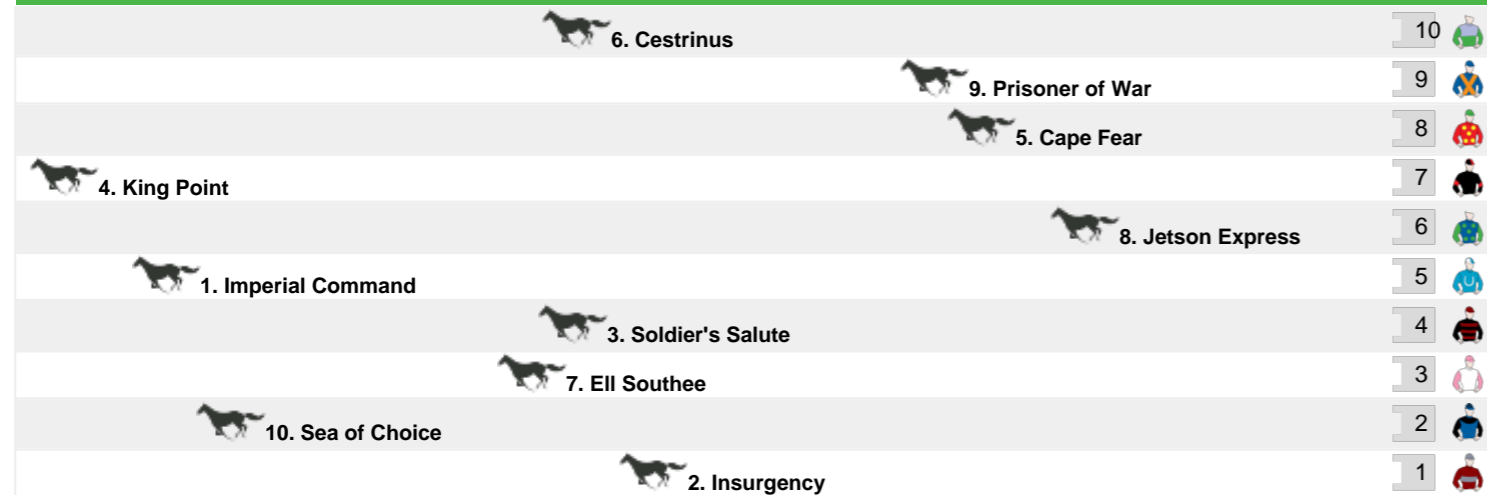 6. Cestrinus 10
9. Prisoner of War 9
5. Cape Fear 8
4. King Point 7
8. Jetson Express 6
1. Imperial Command 5
3. Soldier's Salute 4
7. Ell Southee 3
10. Sea of Choice 2
2. Insurgency 1